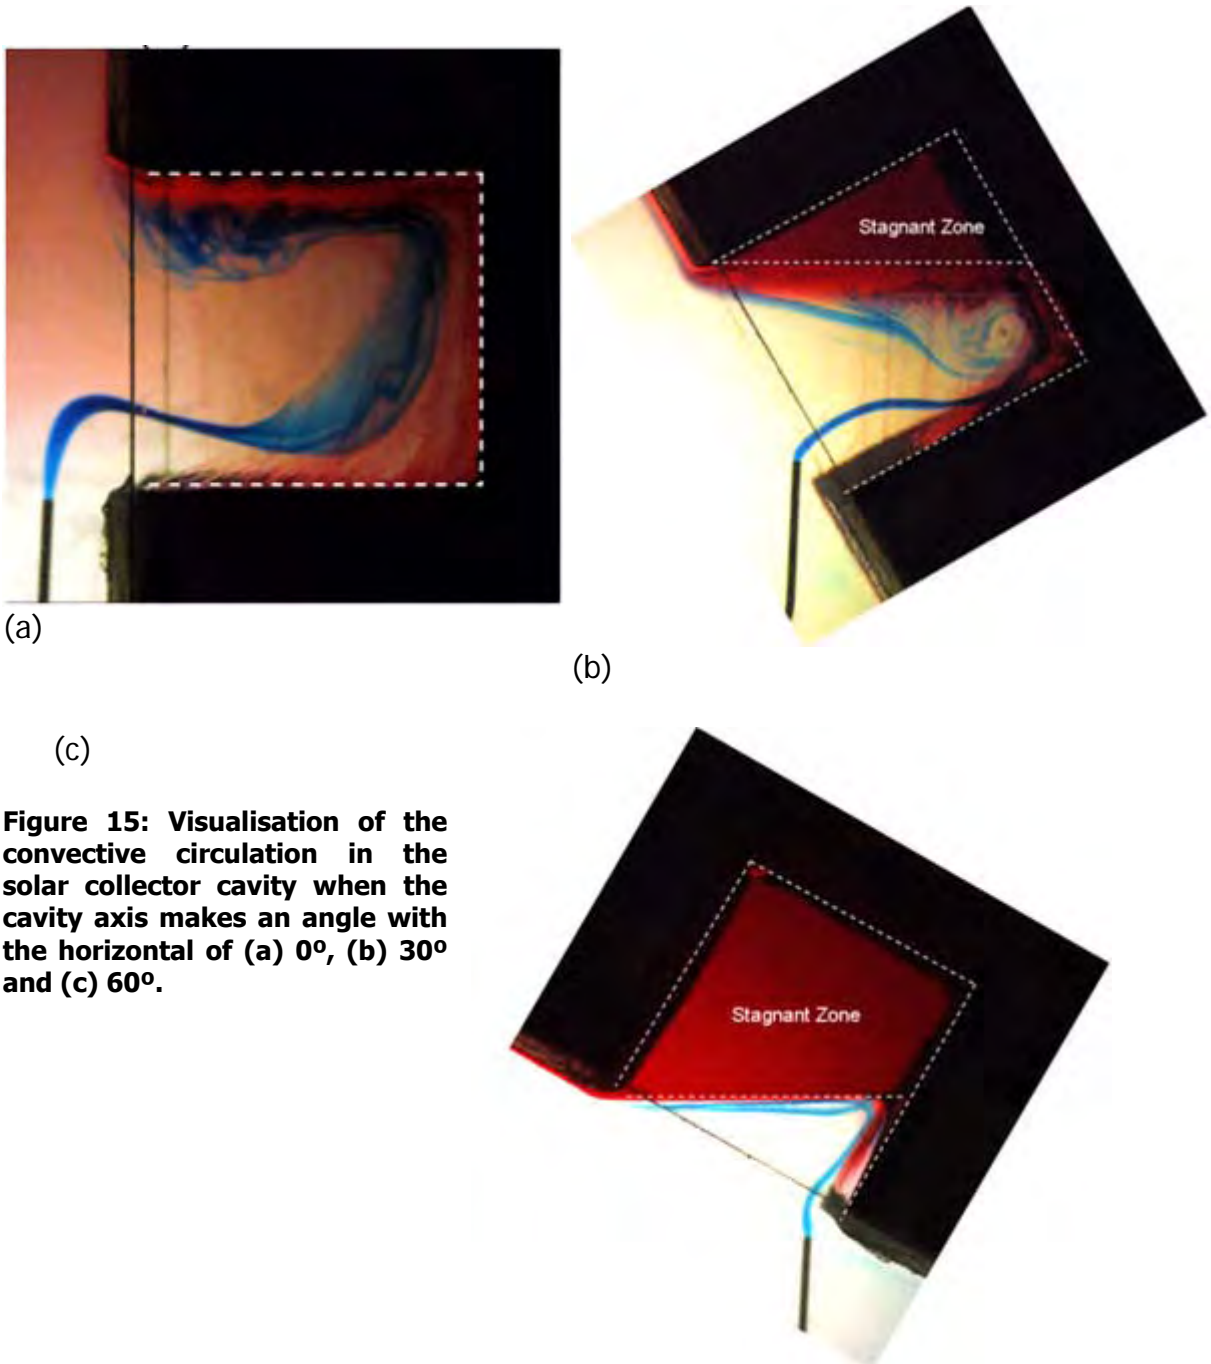 (a)
Stagnant Zone
(b)
(c)
Figure 15: Visualisation of the
convective circulation in the
solar collector cavity when the
cavity axis makes an angle with
the horizontal of (a) 0º, (b) 30º
and (c) 60º.
Stagnant Zone